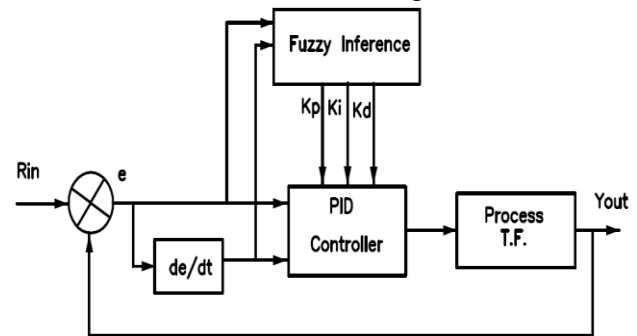 Fuzzy Inference
Kp Ki Kd
Rin
e
PID
Controller
Process
T.F.
Yout
de/dt